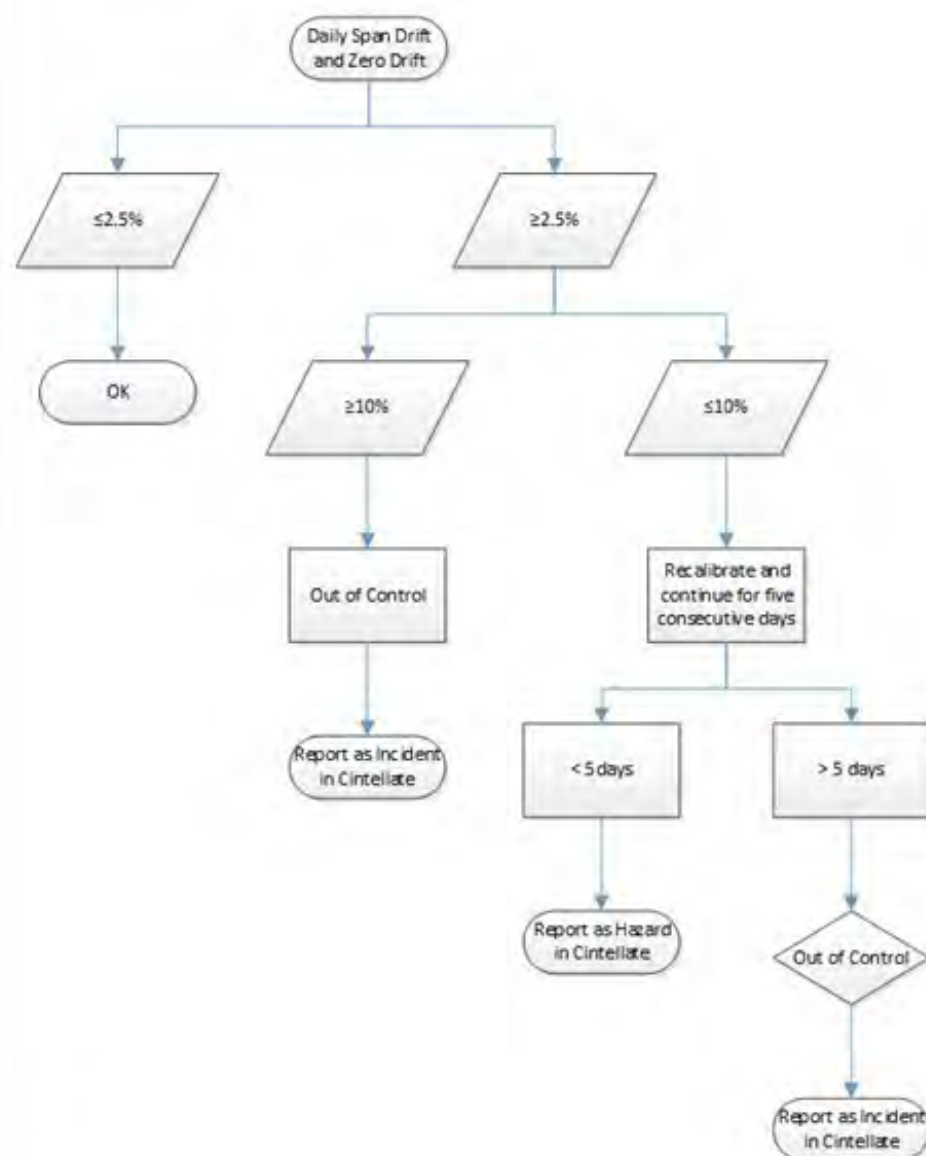 Daily Span Drift
and Zero Drift
≤2.5%
≥2.5%
OK
≥10%
≤10%
Out of Control
Recalibrate and
continue for five
consecutive days
Report as Incident
in Cintellate
< 5 days
> 5 days
Report as Hazard
in Cintellate
Out of Control
Report as Incident
in Cintellate